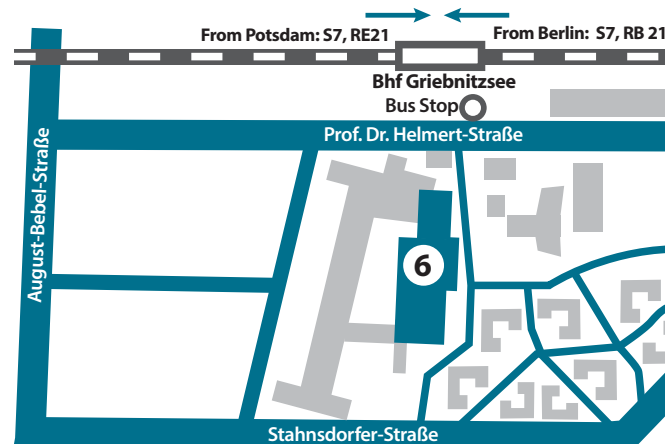 From Potsdam: S7, RE21
From Berlin: S7, RB 21
Bhf Griebnitzsee
Bus Stop
Prof. Dr. Helmert-Straße
August-Bebel-Straße
6
Stahnsdorfer-Straße